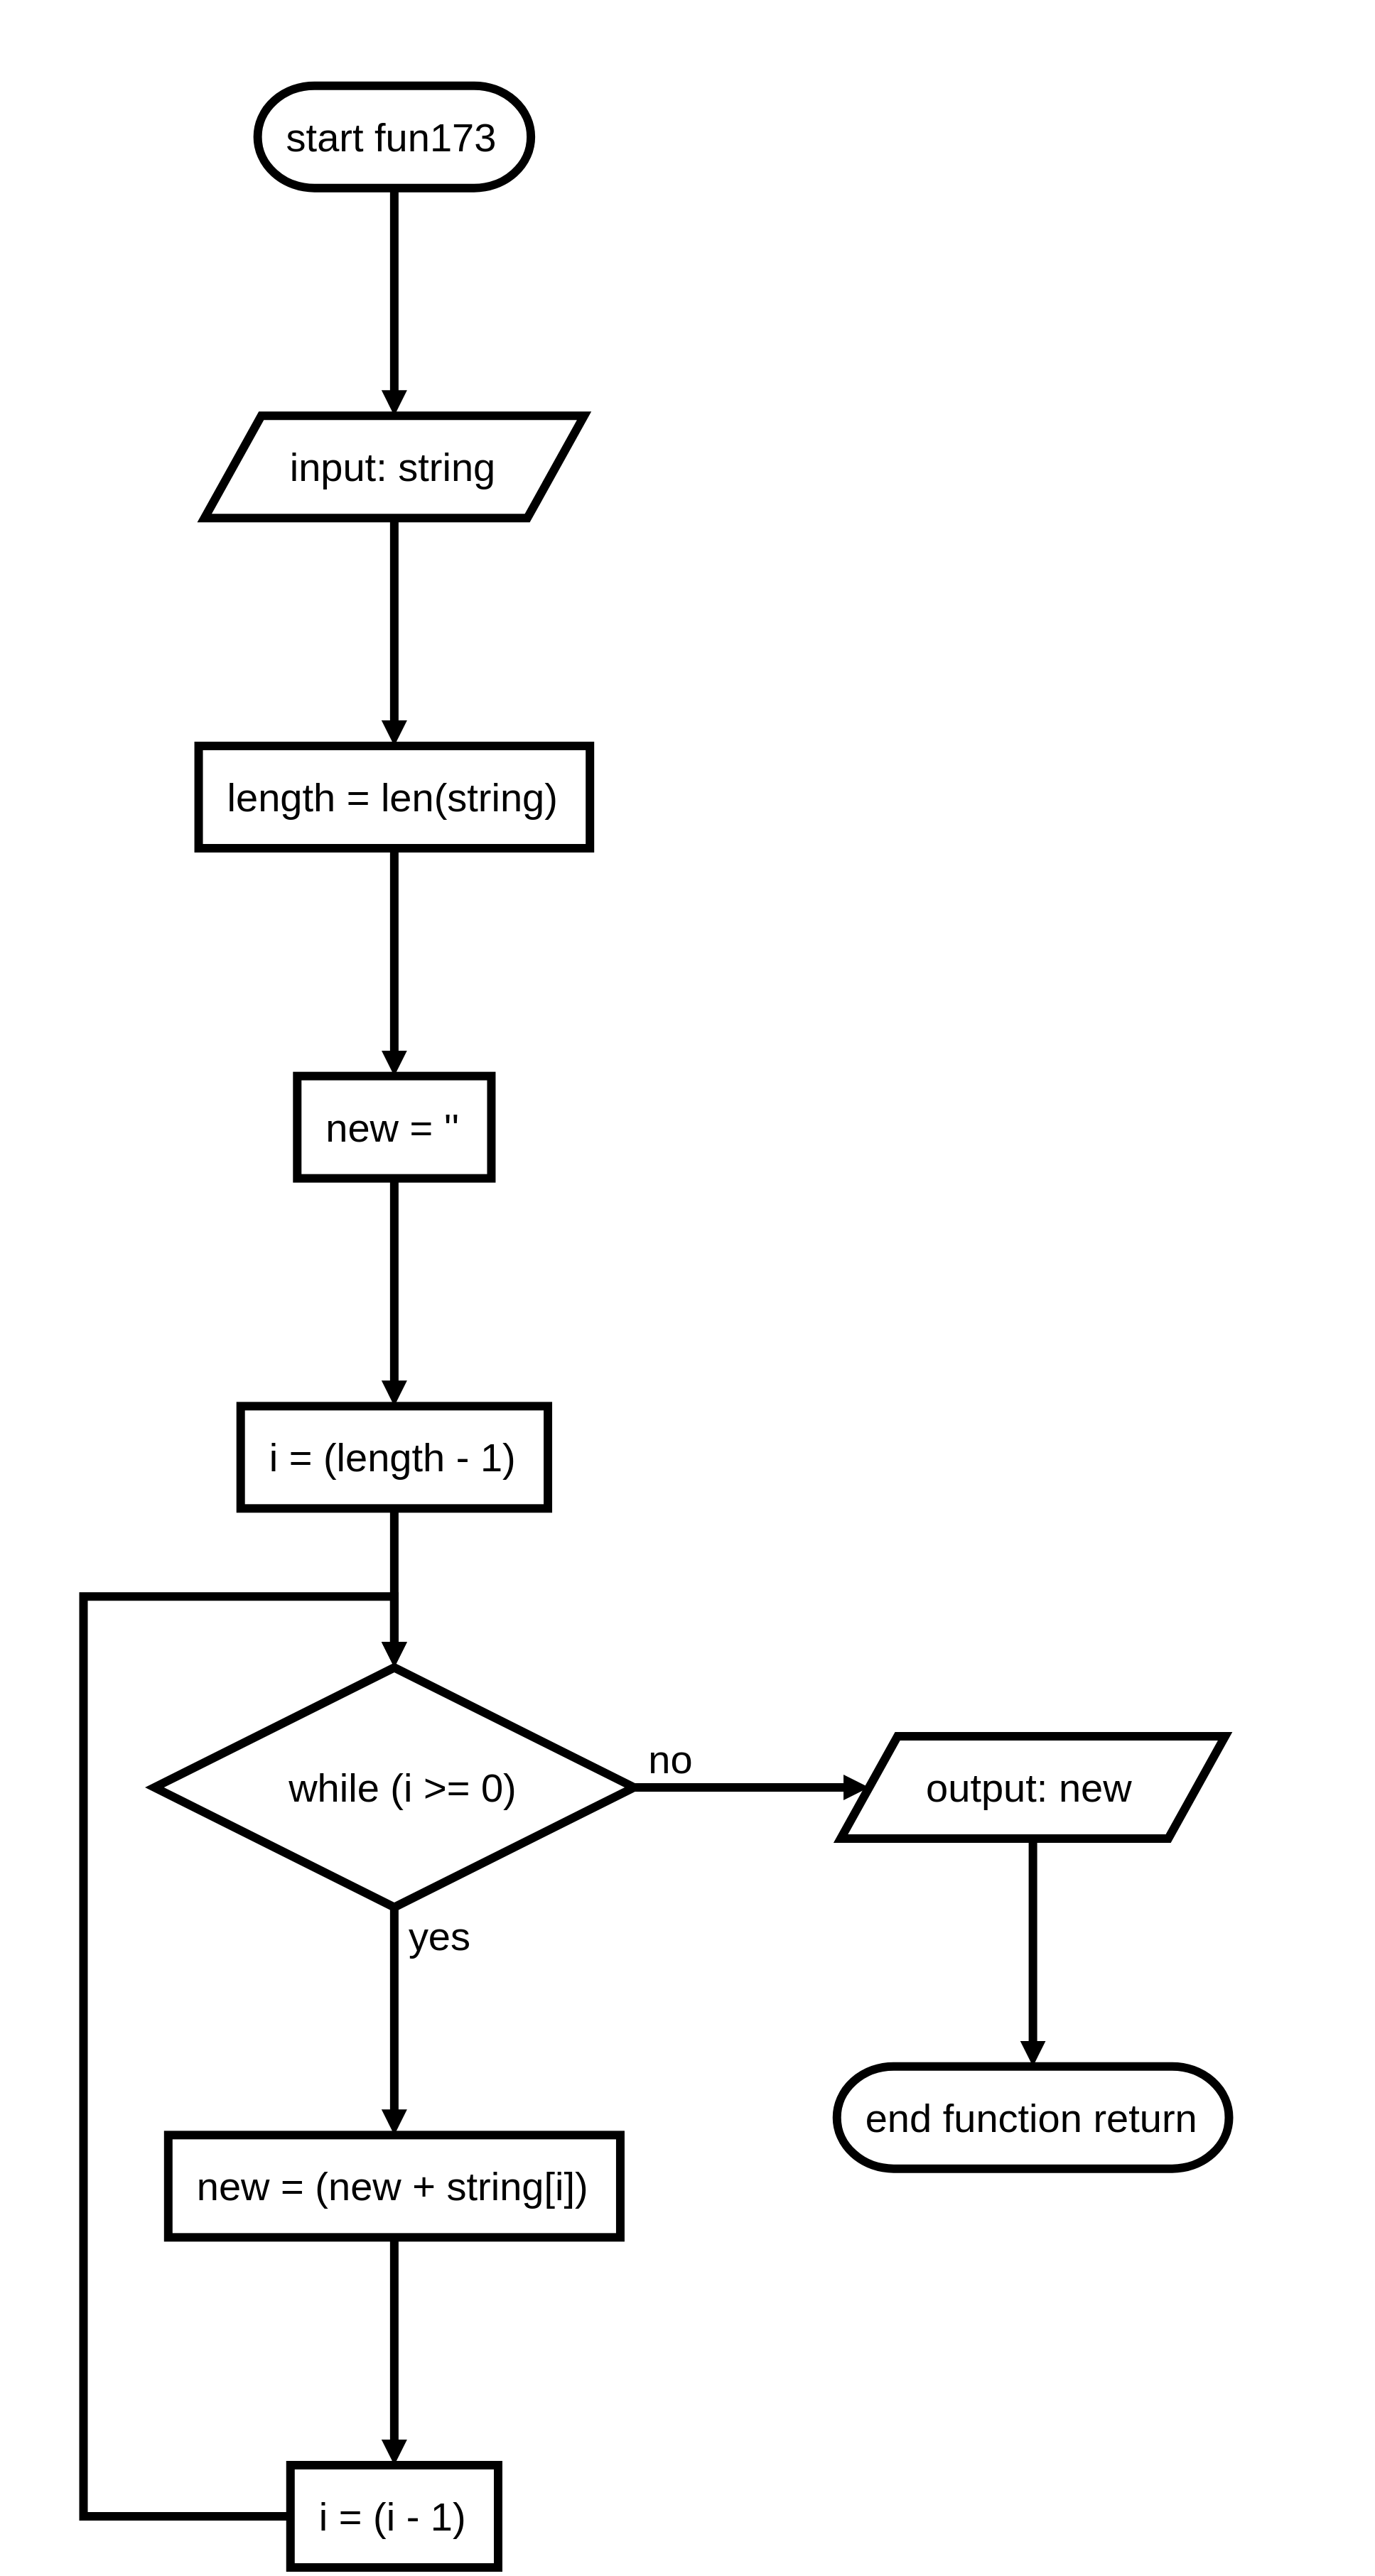 start fun173
input: string
length = len(string)
new = ''
i = (length - 1)
while (i >= 0)
no
output: new
yes
end function return
new = (new + string[i])
i = (i - 1)